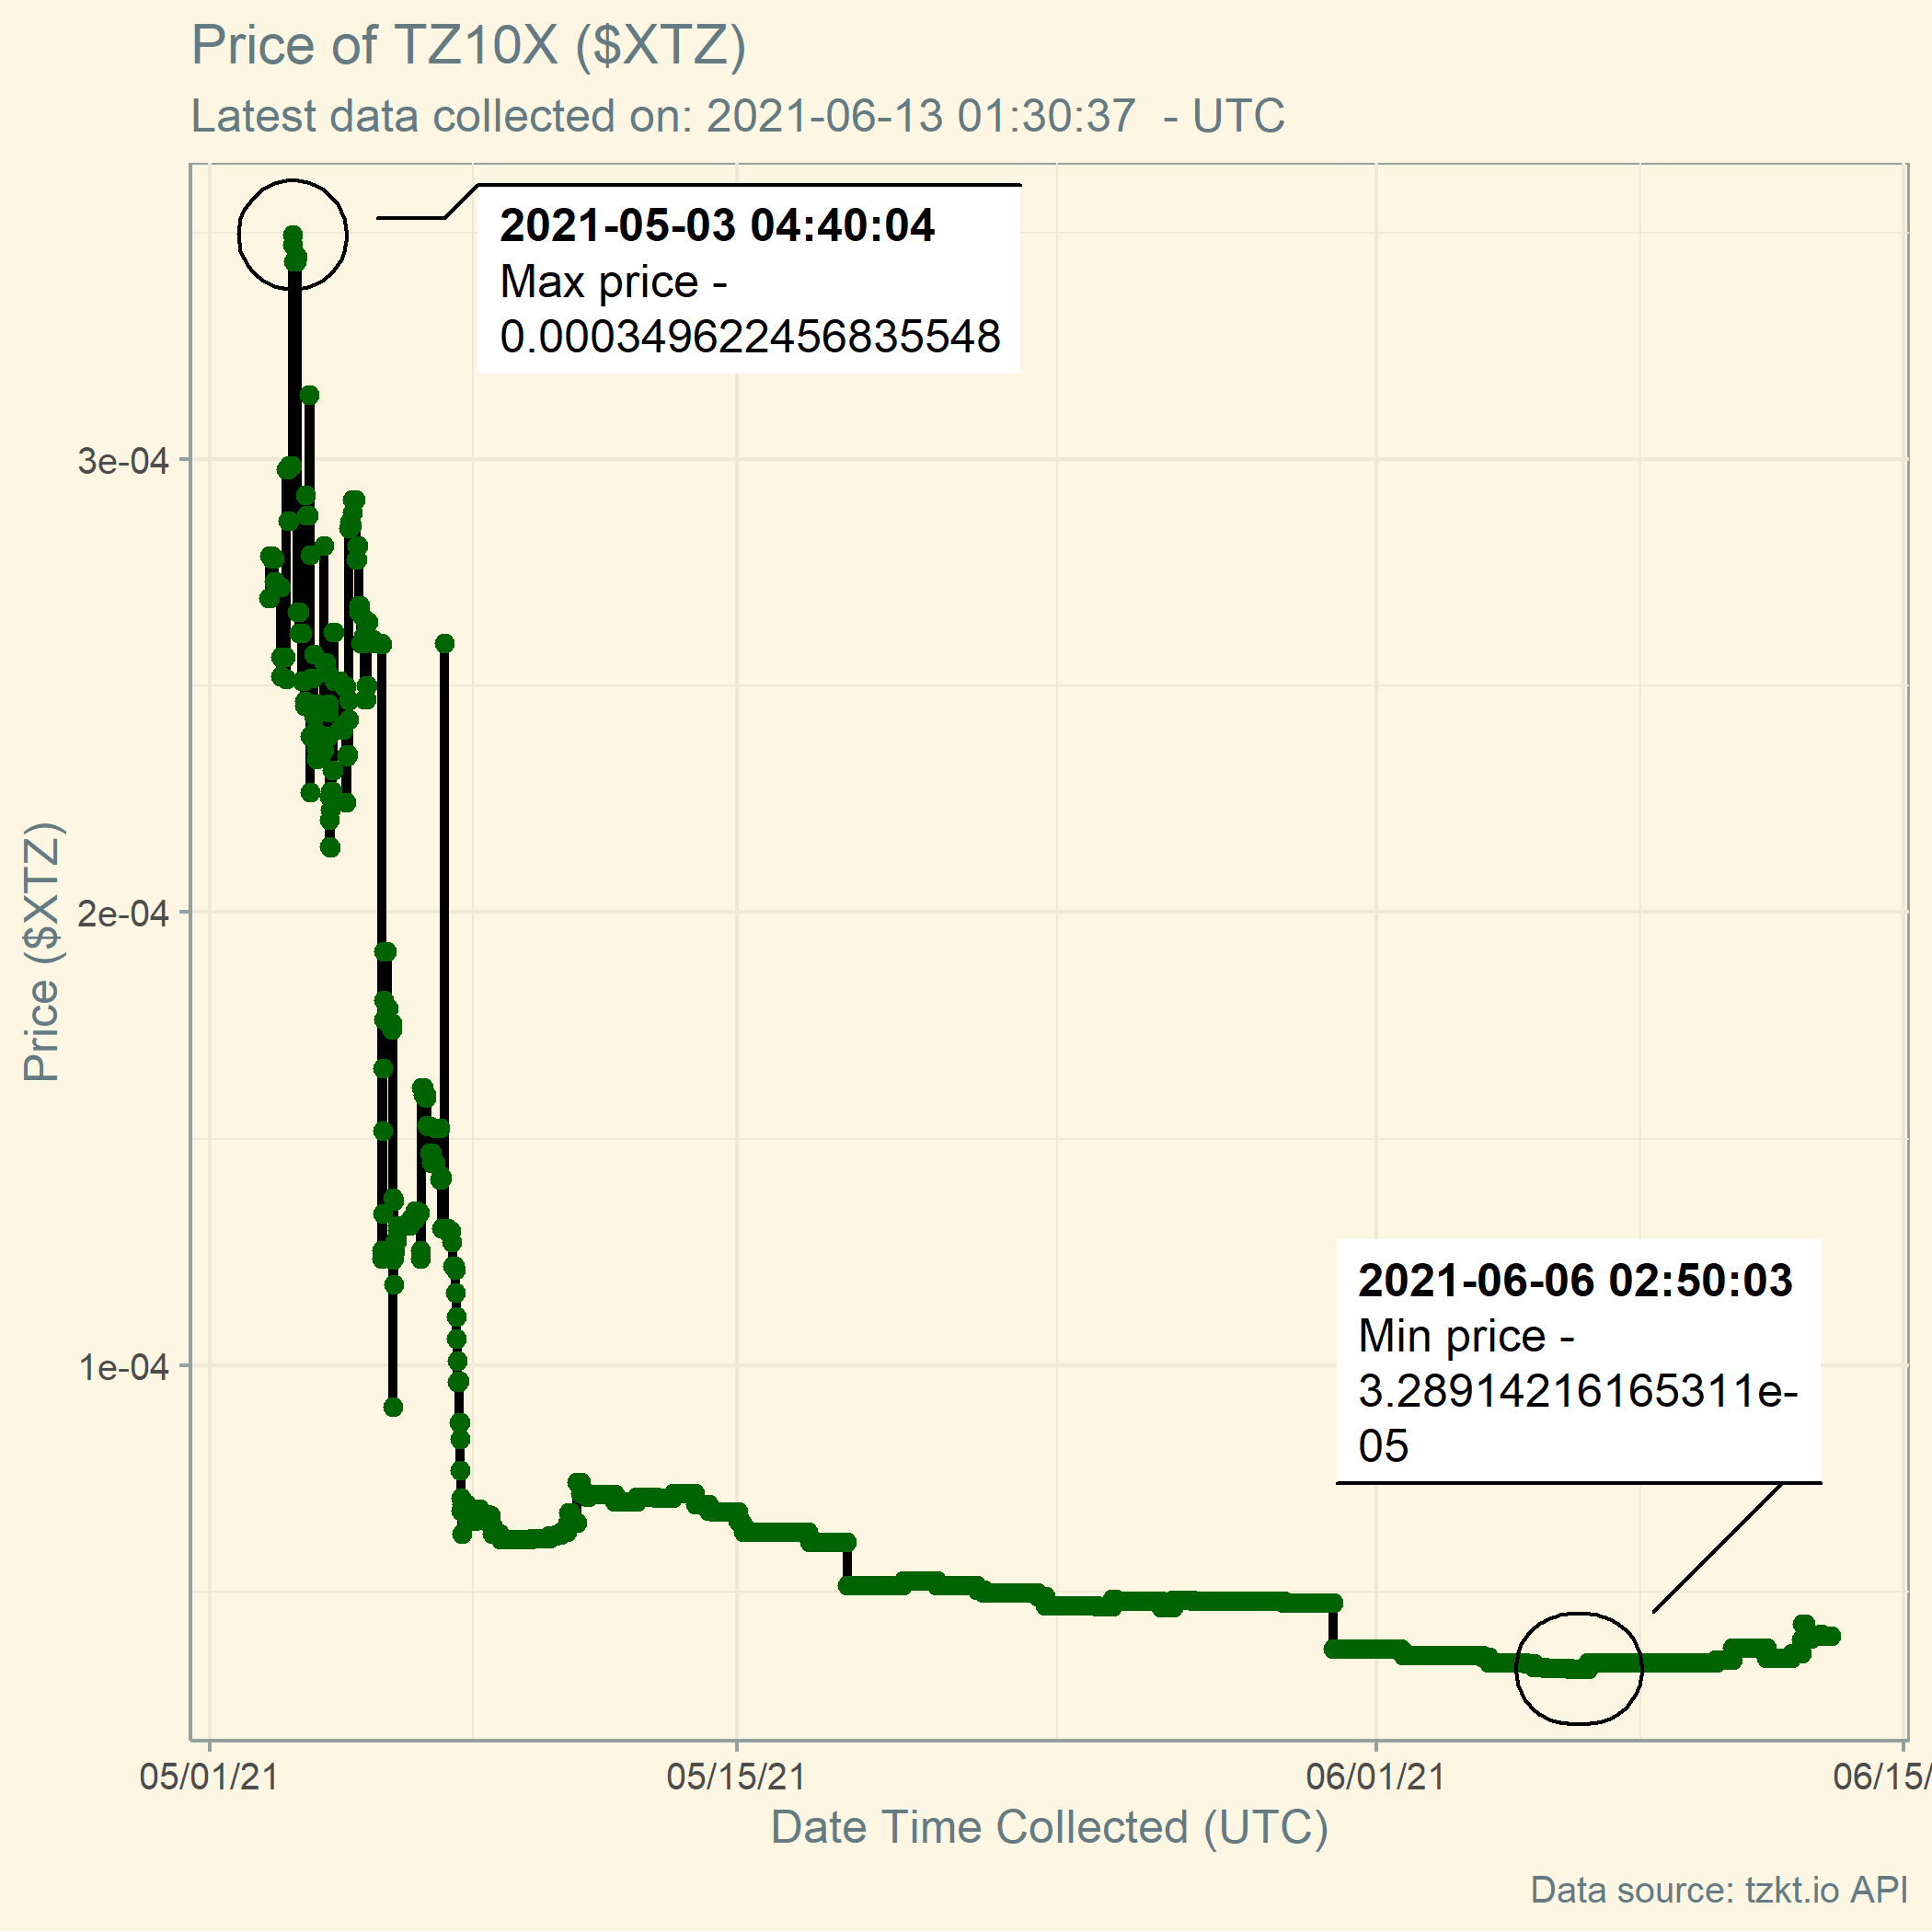 Price of TZ10X ($XTZ)
Latest data collected on: 2021-06-13 01:30:37  - UTC
2021-05-03 04:40:04
Max price -
0.000349622456835548
3e-04
2e-04
1e-04
Price ($XTZ)
2021-06-06 02:50:03
Min price -
3.28914216165311e-
05
05/01/21
05/15/21
06/01/21
06/15/
Date Time Collected (UTC)
Data source: tzkt.io API